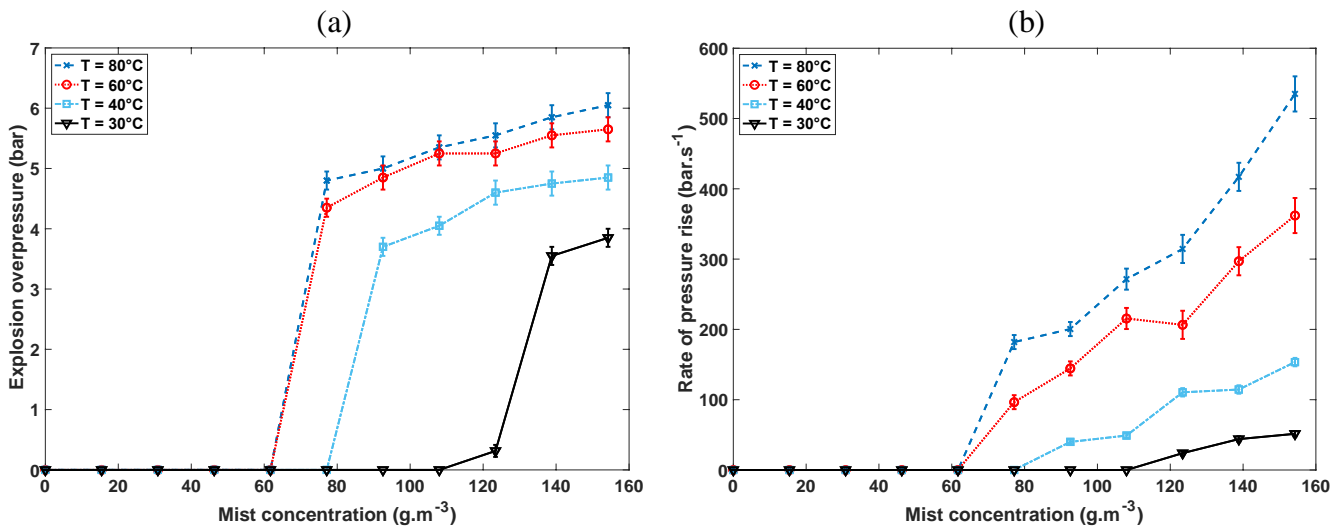 (a)
7
6
5
4
3
2
1
0
Explosion overpressure (bar)
T = 80°C
T = 60°C
T = 40°C
T = 30°C
0 20 40 60 80 100 120 140 160
Mist concentration (g.m⁻³)
(b)
600
500
400
300
200
100
0
Rate of pressure rise (bar.s⁻¹)
T = 80°C
T = 60°C
T = 40°C
T = 30°C
0 20 40 60 80 100 120 140 160
Mist concentration (g.m⁻³)